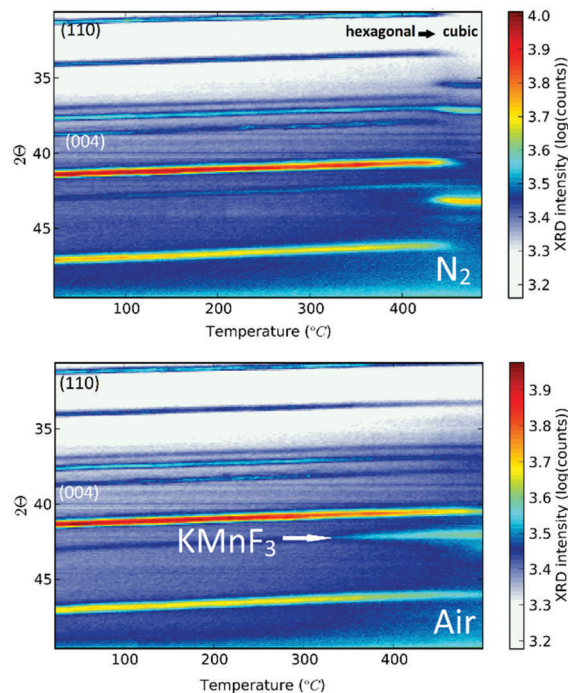 (110)
hexagonal → cubic
35
(004)
40
45
2Θ
N2
100 200 300 400
Temperature (°C)
4.0
3.9
3.8
3.7
3.6
3.5
3.4
3.3
3.2
XRD intensity (log(counts))
(110)
35
(004)
40
KMnF3
45
2Θ
Air
100 200 300 400
Temperature (°C)
3.9
3.8
3.7
3.6
3.5
3.4
3.3
3.2
XRD intensity (log(counts))